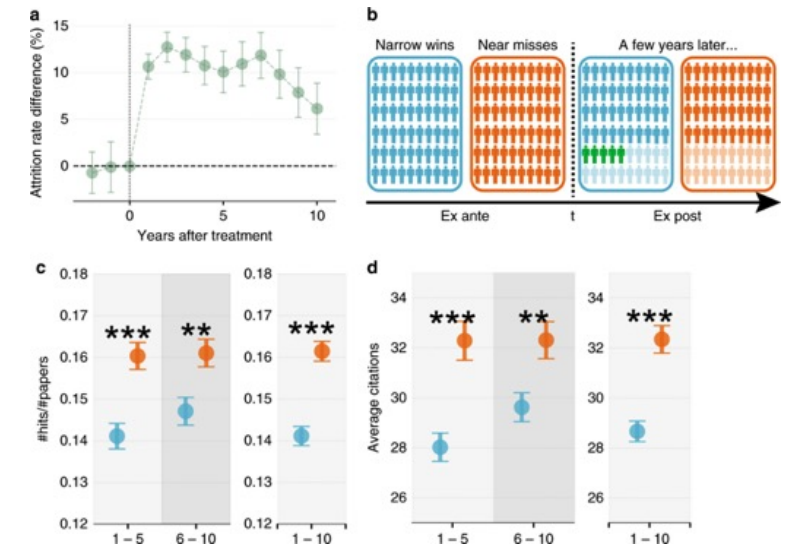 a
Attrition rate difference (%)
15
10
5
0
0
5
10
Years after treatment
b
Narrow wins
Near misses
A few years later...
Ex ante
t
Ex post
c
#hits/#papers
0.18
0.17
0.16
0.15
0.14
0.13
0.12
***
**
1 – 5
6 – 10
0.18
0.17
0.16
0.15
0.14
0.13
0.12
***
1 – 10
d
Average citations
34
32
30
28
26
***
**
1 – 5
6 – 10
34
32
30
28
26
***
1 – 10